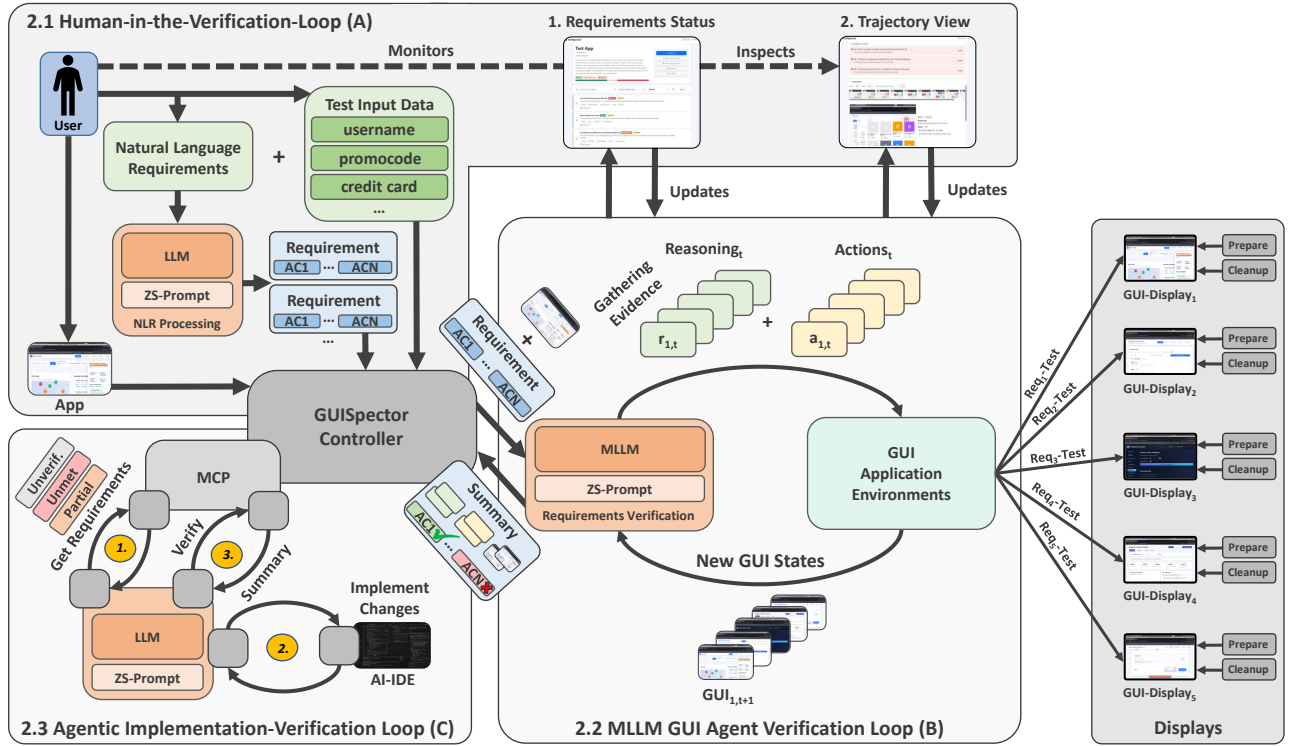 2.1 Human-in-the-Verification-Loop (A)
1. Requirements Status
2. Trajectory View
Monitors
Inspects
User
Test App
Test Input Data
username
promocode
credit card
...
Natural Language
Requirements
+
Updates
Updates
LLM
ZS-Prompt
NLR Processing
Requirement
AC1 ... ACN
Requirement
AC1 ... ACN
...
App
GUISpector
Controller
Requirement
AC1 ... ACN
+
Gathering
Evidence
Reasoningt
r1,t
+
Actionst
a1,t
MLLM
ZS-Prompt
Requirements Verification
GUI
Application
Environments
New GUI States
GUI1,t+1
Summary
AC1 ... ACN
2.2 MLLM GUI Agent Verification Loop (B)
MCP
Unverif.
Unmet
Partial
Get Requirements
1.
Verify
3.
Summary
LLM
ZS-Prompt
2.
Implement
Changes
AI-IDE
2.3 Agentic Implementation-Verification Loop (C)
Req1-Test
Req2-Test
Req3-Test
Req4-Test
Req5-Test
Prepare
Cleanup
GUI-Display1
Prepare
Cleanup
GUI-Display2
Prepare
Cleanup
GUI-Display3
Prepare
Cleanup
GUI-Display4
Prepare
Cleanup
GUI-Display5
Displays